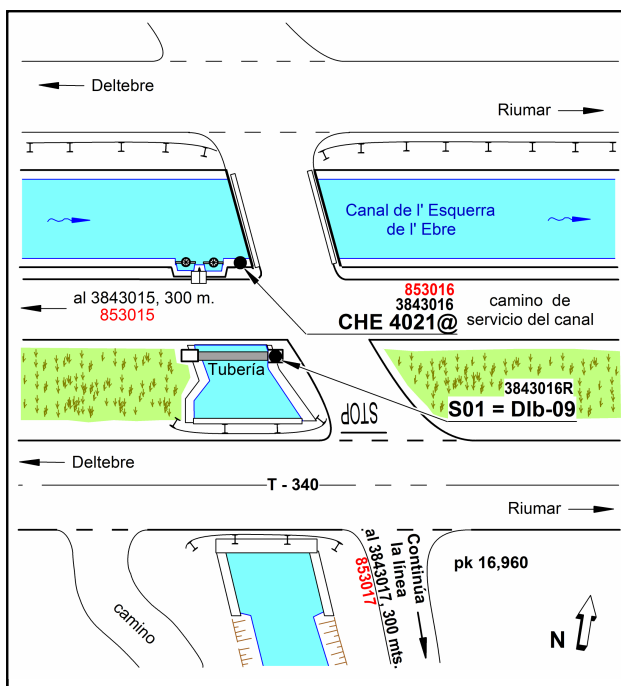 Deltebre
Riumar
Canal de l' Esquerra
de l' Ebre
al 3843015, 300 m.
853015
853016
3843016
CHE 4021@
camino de
servicio del canal
Tubería
3843016R
S01 = Dlb-09
STOP
Deltebre
T - 340
Riumar
camino
Continúa
la línea
al 3843017, 300 mts.
853017
pk 16,960
N